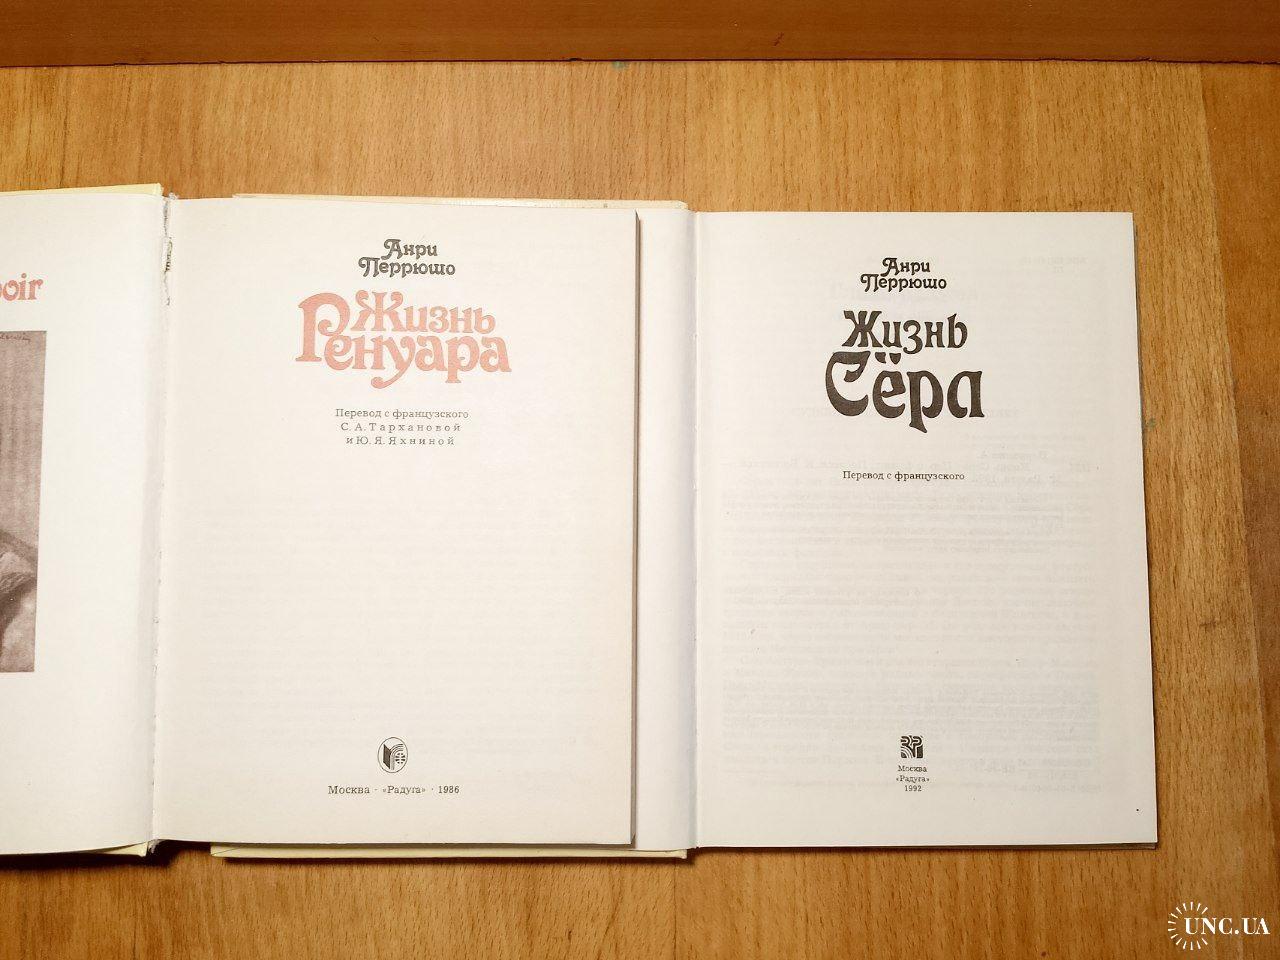 oir
Анри
Перрюшо
Жизнь
Ренуара
Перевод с французского
С. А. Тархановой
и Ю. Я. Яхниной
Москва · «Радуга» · 1986
Анри
Перрюшо
Жизнь
Сёра
Перевод с французского
Москва
«Радуга»
1992
UNC.UA